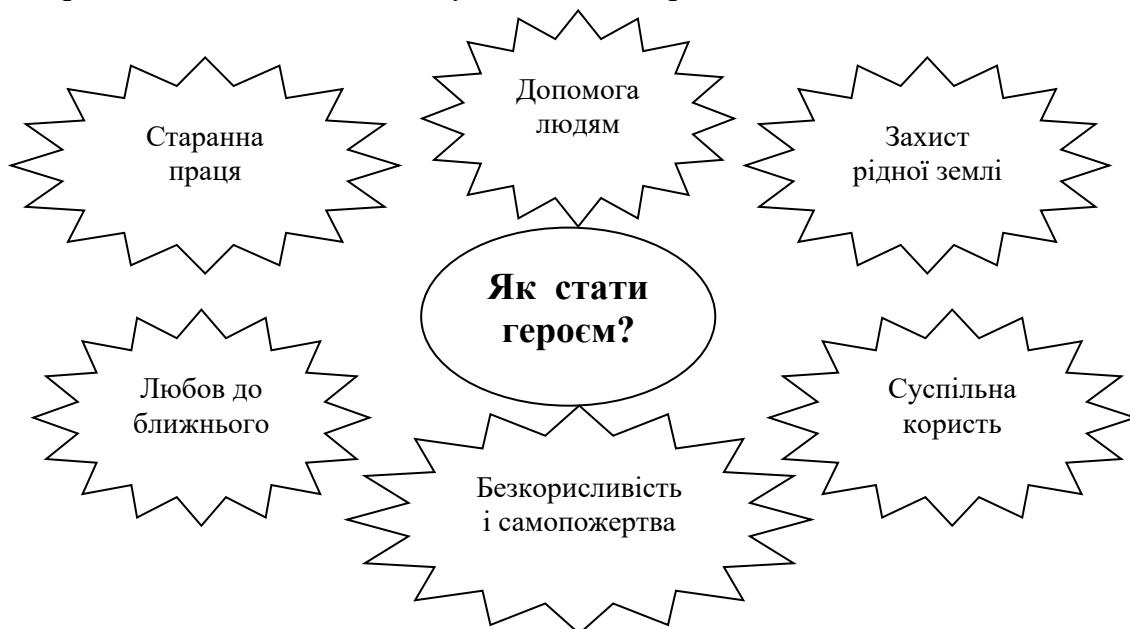 Допомога
людям
Старанна
праця
Захист
рідної землі
Як стати
героєм?
Любов до
ближнього
Суспільна
користь
Безкорисливість
і самопожертва